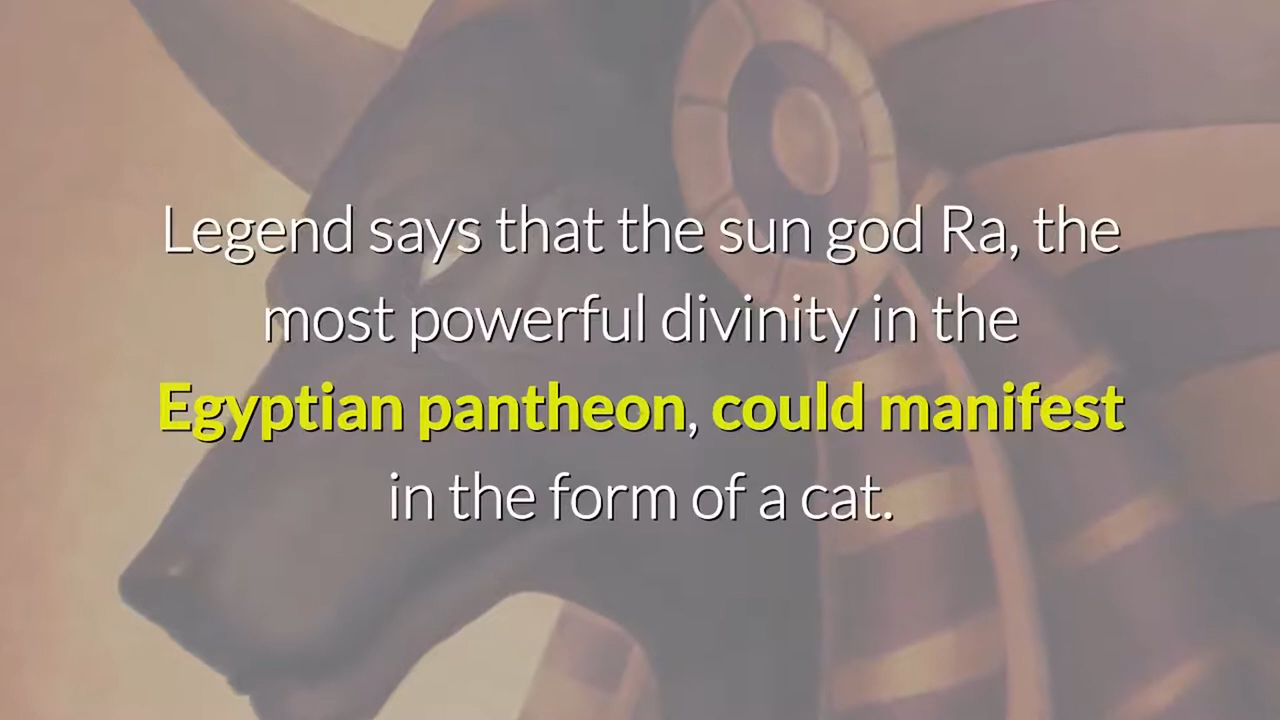 Legend says that the sun god Ra, the
most powerful divinity in the
Egyptian pantheon, could manifest
in the form of a cat.